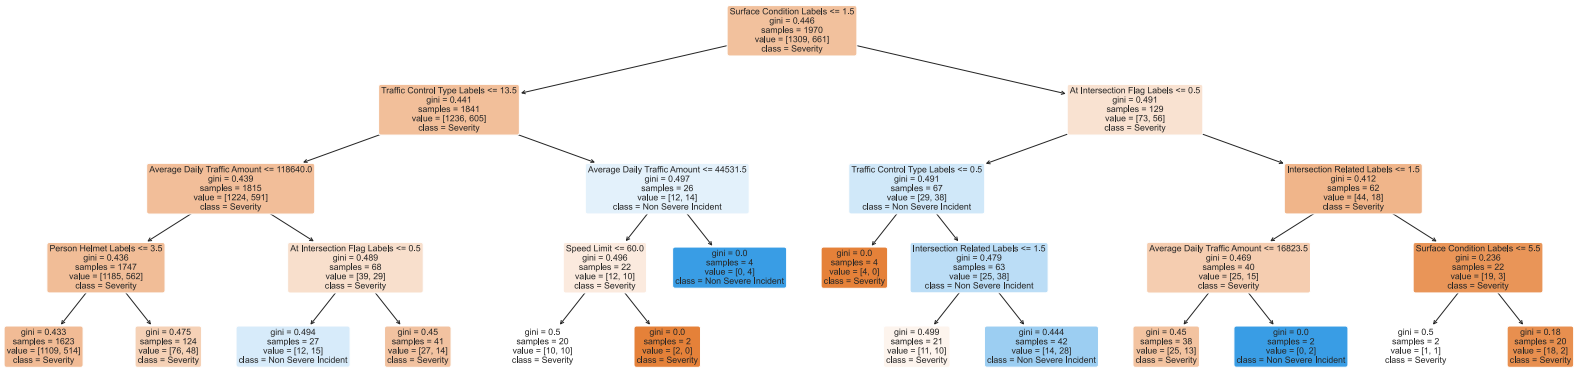 Surface Condition Labels <= 1.5
gini = 0.446
samples = 1970
value = [1309, 661]
class = Severity
Traffic Control Type Labels <= 13.5
gini = 0.441
samples = 1841
value = [1236, 605]
class = Severity
At Intersection Flag Labels <= 0.5
gini = 0.491
samples = 129
value = [73, 56]
class = Severity
Average Daily Traffic Amount <= 118640.0
gini = 0.439
samples = 1815
value = [1224, 591]
class = Severity
Average Daily Traffic Amount <= 44531.5
gini = 0.497
samples = 26
value = [12, 14]
class = Non Severe Incident
Traffic Control Type Labels <= 0.5
gini = 0.491
samples = 67
value = [29, 38]
class = Non Severe Incident
Intersection Related Labels <= 1.5
gini = 0.412
samples = 62
value = [44, 18]
class = Severity
Person Helmet Labels <= 3.5
gini = 0.436
samples = 1747
value = [1185, 562]
class = Severity
At Intersection Flag Labels <= 0.5
gini = 0.489
samples = 68
value = [39, 29]
class = Severity
Speed Limit <= 60.0
gini = 0.496
samples = 22
value = [12, 10]
class = Severity
gini = 0.0
samples = 4
value = [0, 4]
class = Non Severe Incident
gini = 0.0
samples = 4
value = [4, 0]
class = Severity
Intersection Related Labels <= 1.5
gini = 0.479
samples = 63
value = [25, 38]
class = Non Severe Incident
Average Daily Traffic Amount <= 16823.5
gini = 0.469
samples = 40
value = [25, 15]
class = Severity
Surface Condition Labels <= 5.5
gini = 0.236
samples = 22
value = [19, 3]
class = Severity
gini = 0.433
samples = 1623
value = [1109, 514]
class = Severity
gini = 0.475
samples = 124
value = [76, 48]
class = Severity
gini = 0.494
samples = 27
value = [12, 15]
class = Non Severe Incident
gini = 0.45
samples = 41
value = [27, 14]
class = Severity
gini = 0.5
samples = 20
value = [10, 10]
class = Severity
gini = 0.0
samples = 2
value = [2, 0]
class = Severity
gini = 0.499
samples = 21
value = [11, 10]
class = Severity
gini = 0.444
samples = 42
value = [14, 28]
class = Non Severe Incident
gini = 0.45
samples = 38
value = [25, 13]
class = Severity
gini = 0.0
samples = 2
value = [0, 2]
class = Non Severe Incident
gini = 0.5
samples = 2
value = [1, 1]
class = Severity
gini = 0.18
samples = 20
value = [18, 2]
class = Severity